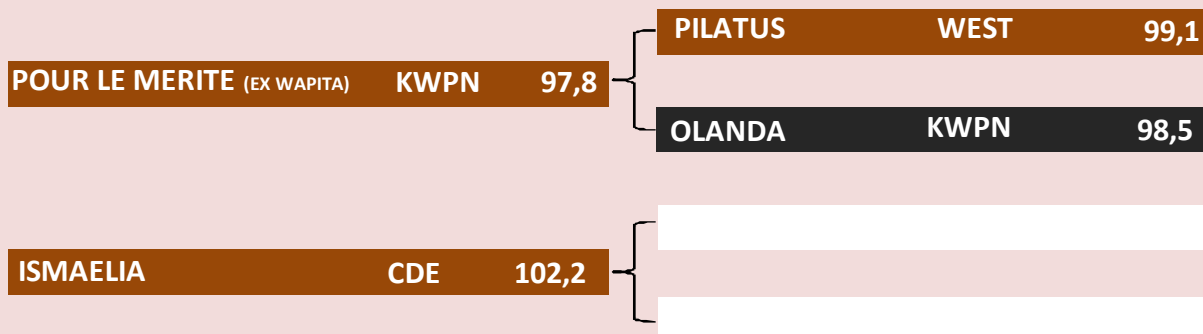 PILATUS WEST 99,1
POUR LE MERITE (EX WAPITA) KWPN 97,8
OLANDA KWPN 98,5
ISMAELIA CDE 102,2